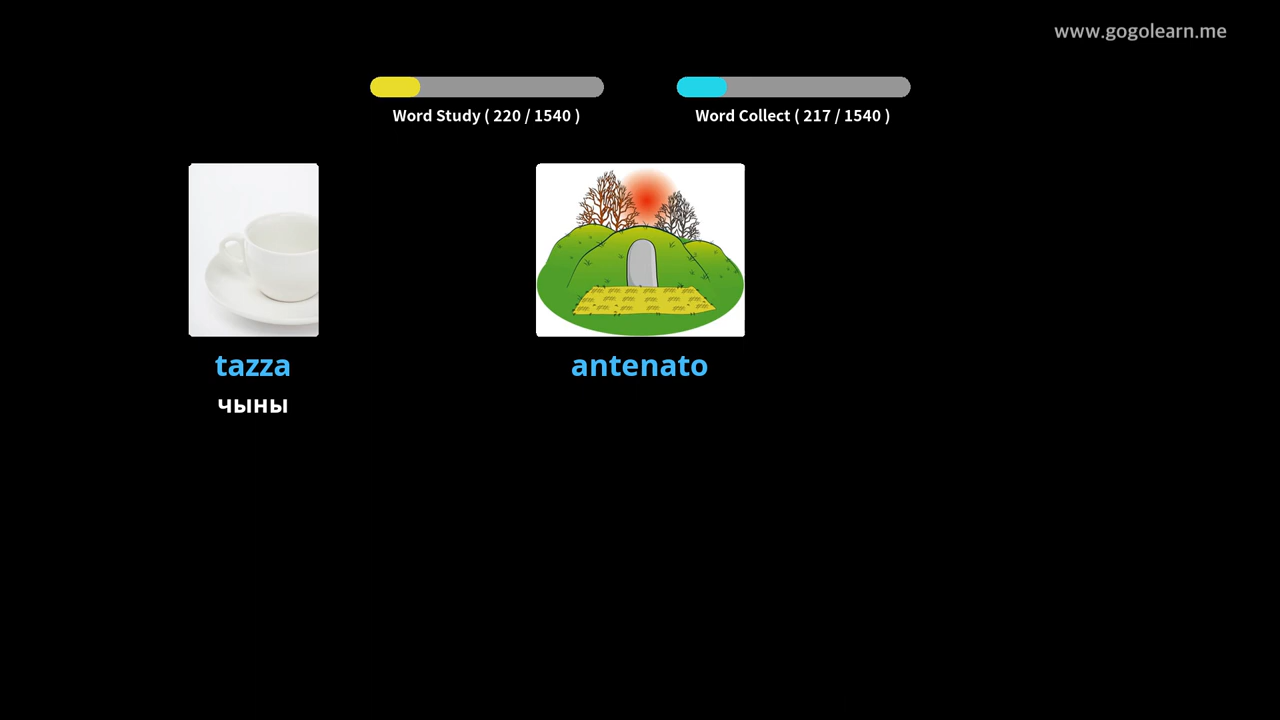 www.gogolearn.me
Word Study ( 220 / 1540 )
Word Collect ( 217 / 1540 )
tazza
чыны
antenato